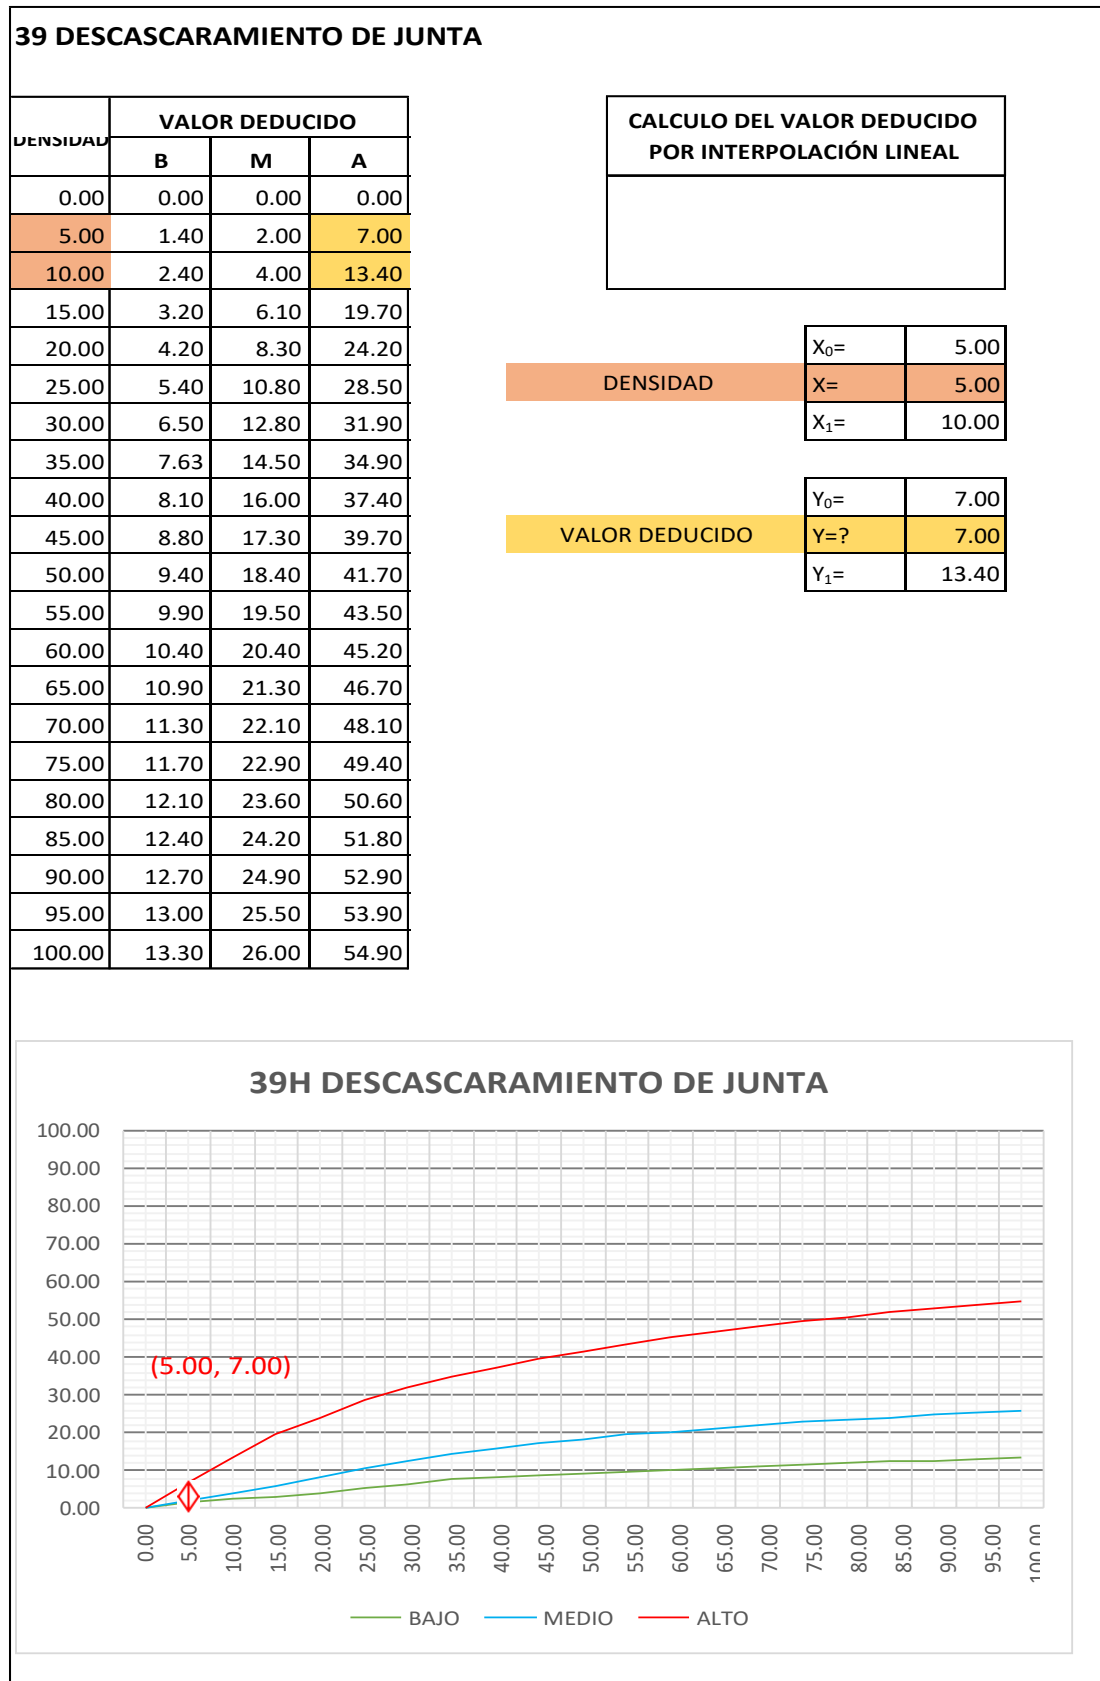 39 DESCASCARAMIENTO DE JUNTA
DENSIDAD VALOR DEDUCIDO
B M A
0.00 0.00 0.00 0.00
5.00 1.40 2.00 7.00
10.00 2.40 4.00 13.40
15.00 3.20 6.10 19.70
20.00 4.20 8.30 24.20
25.00 5.40 10.80 28.50
30.00 6.50 12.80 31.90
35.00 7.63 14.50 34.90
40.00 8.10 16.00 37.40
45.00 8.80 17.30 39.70
50.00 9.40 18.40 41.70
55.00 9.90 19.50 43.50
60.00 10.40 20.40 45.20
65.00 10.90 21.30 46.70
70.00 11.30 22.10 48.10
75.00 11.70 22.90 49.40
80.00 12.10 23.60 50.60
85.00 12.40 24.20 51.80
90.00 12.70 24.90 52.90
95.00 13.00 25.50 53.90
100.00 13.30 26.00 54.90
CALCULO DEL VALOR DEDUCIDO
POR INTERPOLACIÓN LINEAL
X₀= 5.00
DENSIDAD X= 5.00
X₁= 10.00
Y₀= 7.00
VALOR DEDUCIDO Y=? 7.00
Y₁= 13.40
39H DESCASCARAMIENTO DE JUNTA
100.00
90.00
80.00
70.00
60.00
50.00
40.00
30.00
20.00
10.00
0.00
(5.00, 7.00)
0.00 5.00 10.00 15.00 20.00 25.00 30.00 35.00 40.00 45.00 50.00 55.00 60.00 65.00 70.00 75.00 80.00 85.00 90.00 95.00 100.00
BAJO MEDIO ALTO